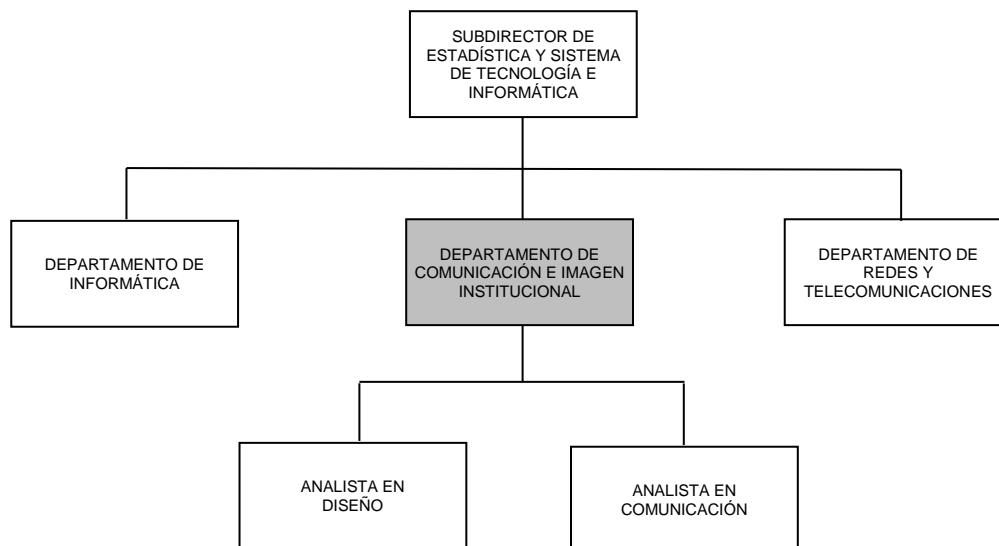 SUBDIRECTOR DE
ESTADÍSTICA Y SISTEMA
DE TECNOLOGÍA E
INFORMÁTICA
DEPARTAMENTO DE
INFORMÁTICA
DEPARTAMENTO DE
COMUNICACIÓN E IMAGEN
INSTITUCIONAL
DEPARTAMENTO DE
REDES Y
TELECOMUNICACIONES
ANALISTA EN
DISEÑO
ANALISTA EN
COMUNICACIÓN